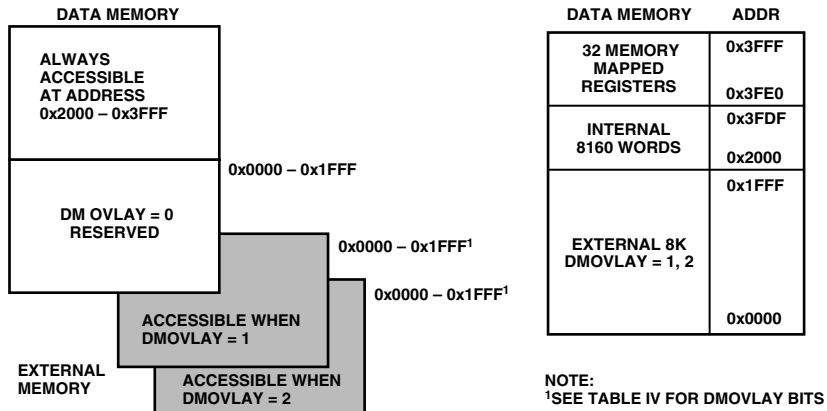 DATA MEMORY
ALWAYS
ACCESSIBLE
AT ADDRESS
0x2000 – 0x3FFF
0x0000 – 0x1FFF
DM OVLAY = 0
RESERVED
0x0000 – 0x1FFF1
0x0000 – 0x1FFF1
ACCESSIBLE WHEN
DMOVLAY = 1
EXTERNAL
MEMORY
ACCESSIBLE WHEN
DMOVLAY = 2
DATA MEMORY ADDR
32 MEMORY
MAPPED
REGISTERS
0x3FFF
0x3FE0
INTERNAL
8160 WORDS
0x3FDF
0x2000
0x1FFF
EXTERNAL 8K
DMOVLAY = 1, 2
0x0000
NOTE:
1SEE TABLE IV FOR DMOVLAY BITS